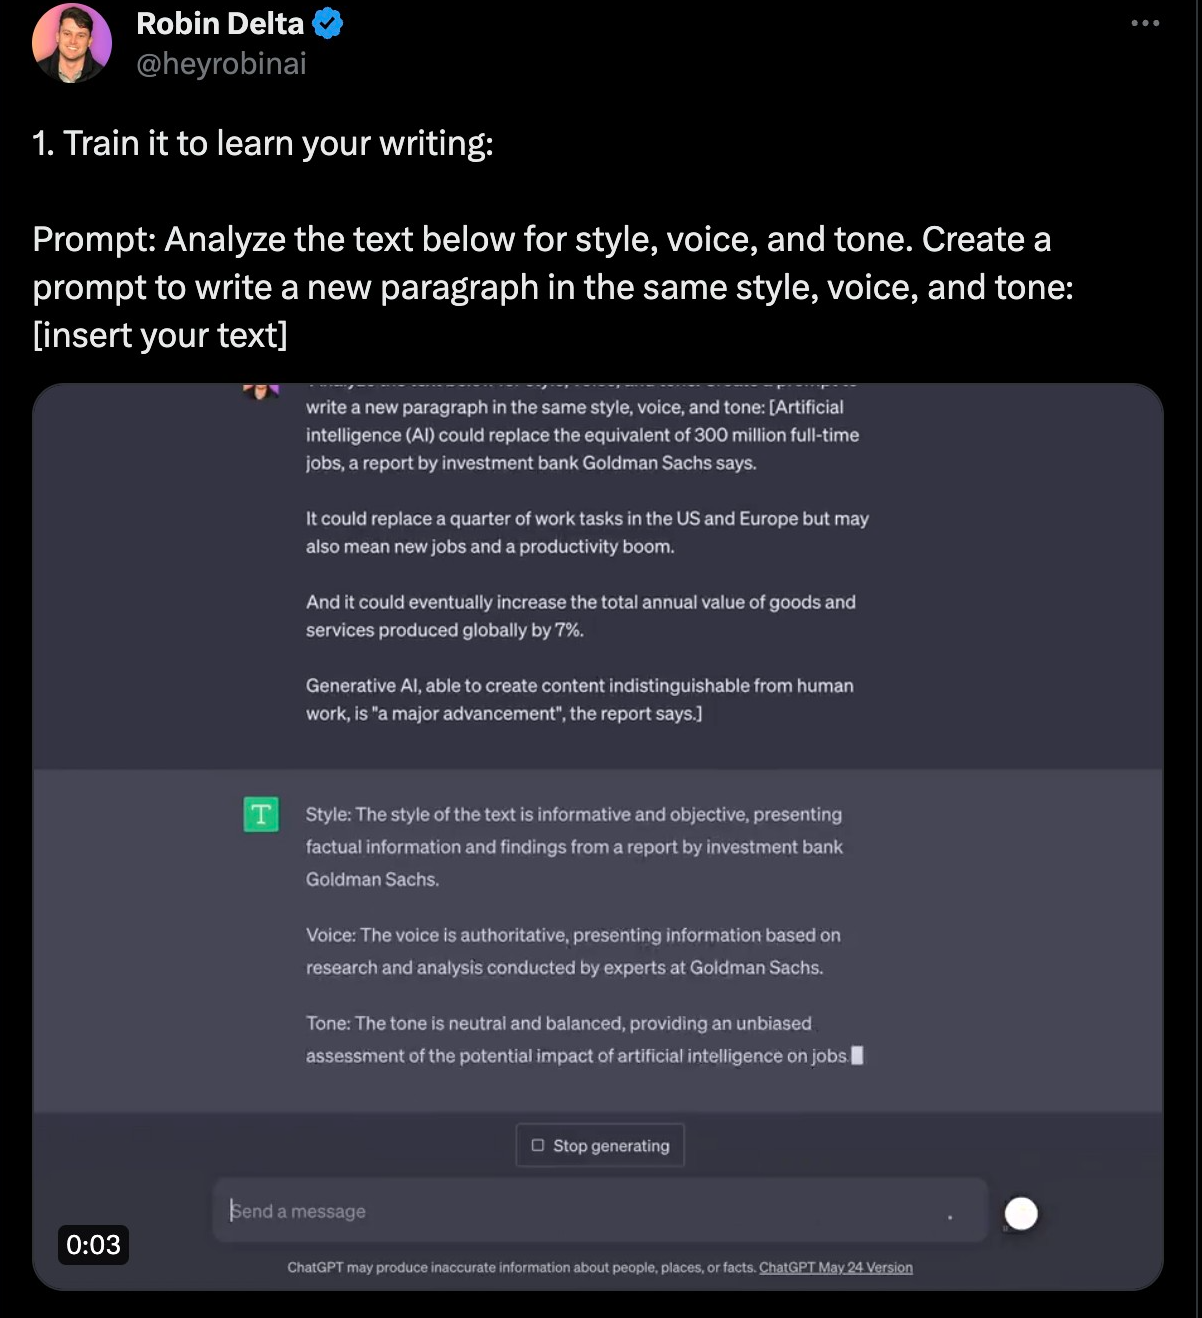 Robin Delta
@heyrobinai
1. Train it to learn your writing:
Prompt: Analyze the text below for style, voice, and tone. Create a
prompt to write a new paragraph in the same style, voice, and tone:
[insert your text]
write a new paragraph in the same style, voice, and tone: [Artificial
intelligence (AI) could replace the equivalent of 300 million full-time
jobs, a report by investment bank Goldman Sachs says.
It could replace a quarter of work tasks in the US and Europe but may
also mean new jobs and a productivity boom.
And it could eventually increase the total annual value of goods and
services produced globally by 7%.
Generative AI, able to create content indistinguishable from human
work, is "a major advancement", the report says.]
T
Style: The style of the text is informative and objective, presenting
factual information and findings from a report by investment bank
Goldman Sachs.
Voice: The voice is authoritative, presenting information based on
research and analysis conducted by experts at Goldman Sachs.
Tone: The tone is neutral and balanced, providing an unbiased
assessment of the potential impact of artificial intelligence on jobs.
Stop generating
Send a message
0:03
ChatGPT may produce inaccurate information about people, places, or facts. ChatGPT May 24 Version